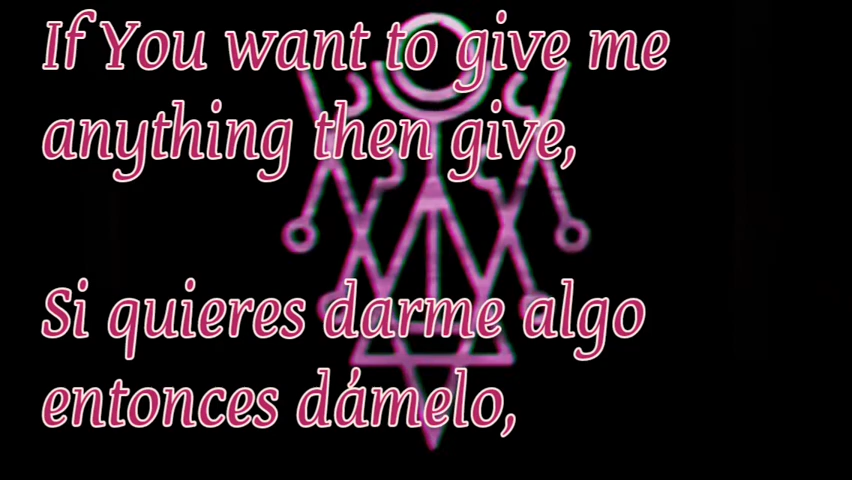 If You want to give me
anything then give,
Si quieres darme algo
entonces dámelo,